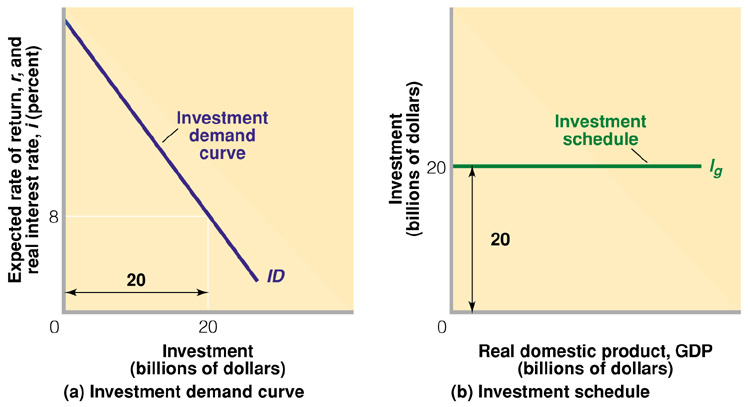 Expected rate of return, r, and
real interest rate, i (percent)
Investment
demand
curve
8
20
ID
0
20
Investment
(billions of dollars)
(a) Investment demand curve
Investment
(billions of dollars)
Investment
schedule
20
Ig
20
0
Real domestic product, GDP
(billions of dollars)
(b) Investment schedule